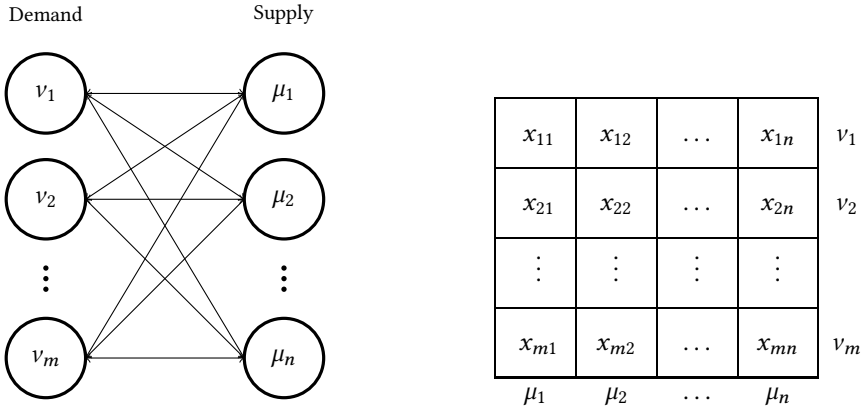 Demand Supply
ν₁ μ₁
ν₂ μ₂
⋮ ⋮
νₘ μₙ
x₁₁ x₁₂ … x₁ₙ ν₁
x₂₁ x₂₂ … x₂ₙ ν₂
⋮ ⋮ ⋮ ⋮
xₘ₁ xₘ₂ … xₘₙ νₘ
μ₁ μ₂ … μₙ